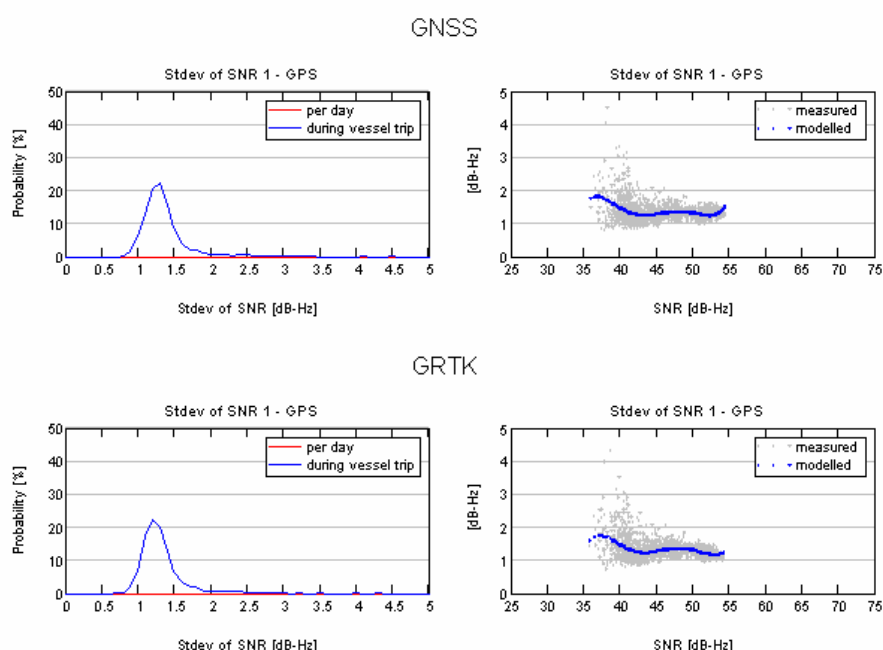 GNSS
Stdev of SNR 1 - GPS
Probability [%]
50
40
30
20
10
0
per day
during vessel trip
0 0.5 1 1.5 2 2.5 3 3.5 4 4.5 5
Stdev of SNR [dB-Hz]
Stdev of SNR 1 - GPS
[dB-Hz]
5
4
3
2
1
0
measured
modelled
25 30 35 40 45 50 55 60 65 70 75
SNR [dB-Hz]
GRTK
Stdev of SNR 1 - GPS
Probability [%]
50
40
30
20
10
0
per day
during vessel trip
0 0.5 1 1.5 2 2.5 3 3.5 4 4.5 5
Stdev of SNR [dB-Hz]
Stdev of SNR 1 - GPS
[dB-Hz]
5
4
3
2
1
0
measured
modelled
25 30 35 40 45 50 55 60 65 70 75
SNR [dB-Hz]